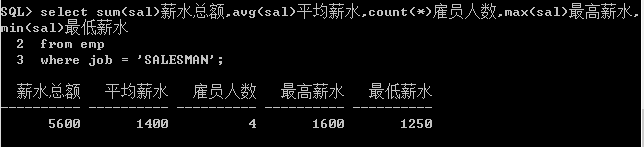 SQL> select sum(sal)薪水总额,avg(sal)平均薪水,count(*)雇员人数,max(sal)最高薪水,
min(sal)最低薪水
2 from emp
3 where job = 'SALESMAN';
薪水总额 平均薪水 雇员人数 最高薪水 最低薪水
---------- ---------- ---------- ---------- ----------
5600 1400 4 1600 1250